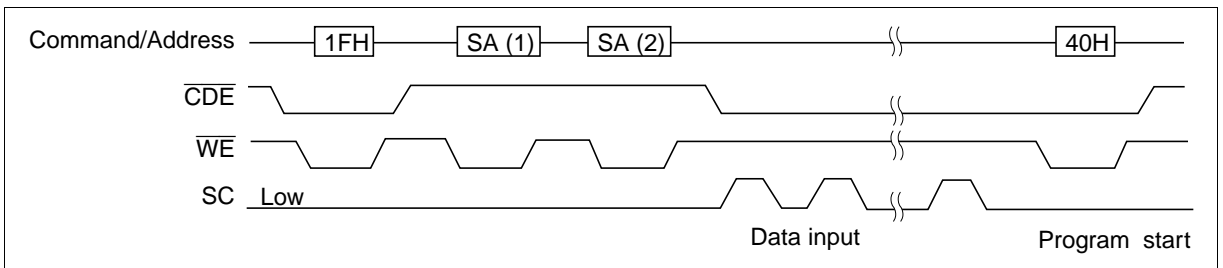 Command/Address 1FH SA (1) SA (2) 40H
CDE
WE
SC Low
Data input Program start